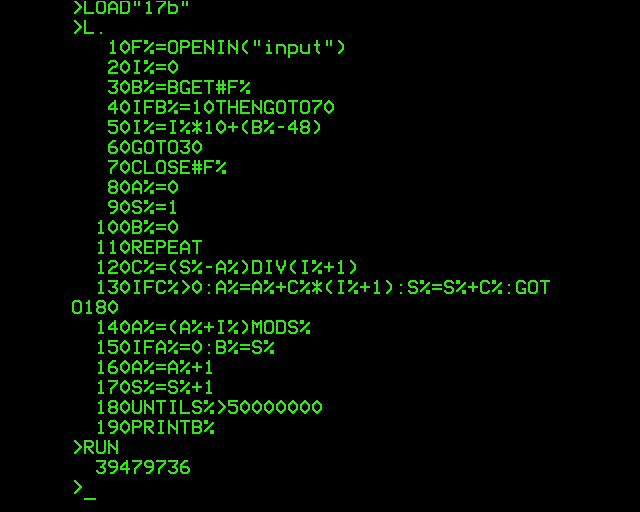 >LOAD"17b"
>L.
10F%=OPENIN("input")
20I%=0
30B%=BGET#F%
40IFB%=10THENGOTO70
50I%=I%*10+(B%-48)
60GOTO30
70CLOSE#F%
80A%=0
90S%=1
100B%=0
110REPEAT
120C%=(S%-A%)DIV(I%+1)
130IFC%>0:A%=A%+C%*(I%+1):S%=S%+C%:GOT
O180
140A%=(A%+I%)MODS%
150IFA%=0:B%=S%
160A%=A%+1
170S%=S%+1
180UNTILS%>50000000
190PRINTB%
>RUN
39479736
>_